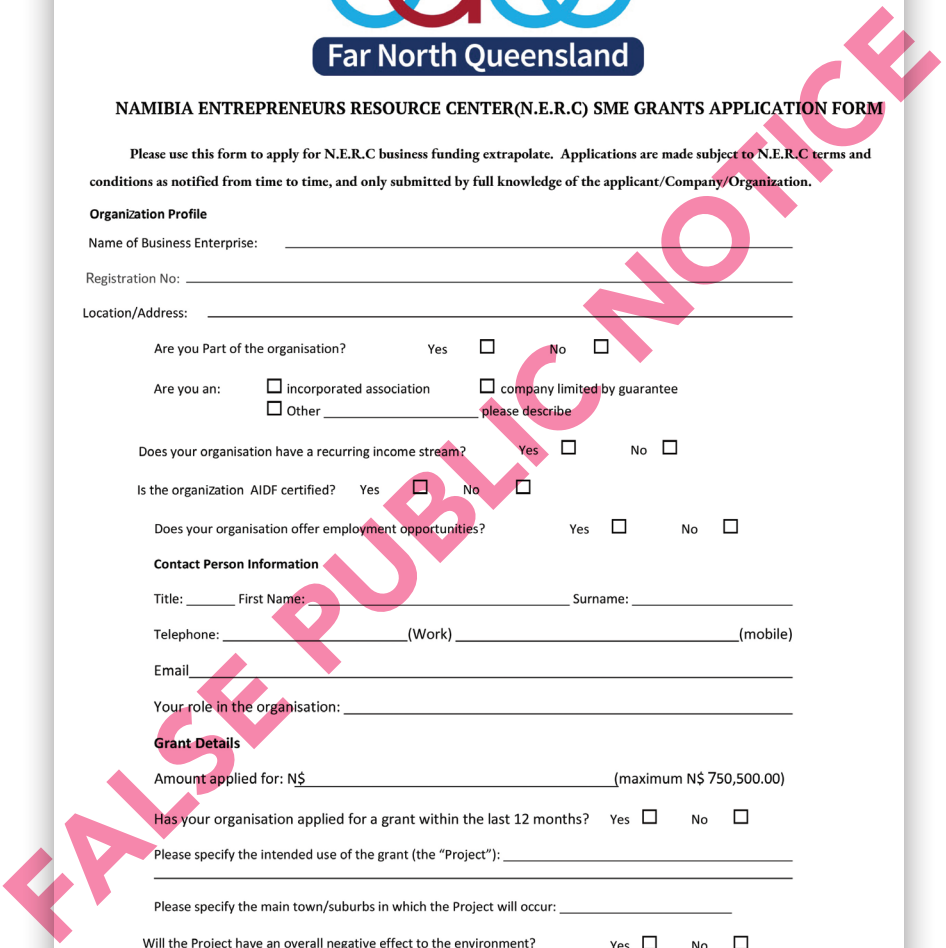 Far North Queensland
NAMIBIA ENTREPRENEURS RESOURCE CENTER(N.E.R.C) SME GRANTS APPLICATION FORM
Please use this form to apply for N.E.R.C business funding extrapolate. Applications are made subject to N.E.R.C terms and
conditions as notified from time to time, and only submitted by full knowledge of the applicant/Company/Organization.
Organization Profile
Name of Business Enterprise:
Registration No:
Location/Address:
Are you Part of the organisation? Yes No
Are you an: incorporated association company limited by guarantee
Other please describe
Does your organisation have a recurring income stream? Yes No
Is the organization AIDF certified? Yes No
Does your organisation offer employment opportunities? Yes No
Contact Person Information
Title: First Name: Surname:
Telephone: (Work) (mobile)
Email
Your role in the organisation:
Grant Details
Amount applied for: N$ (maximum N$ 750,500.00)
Has your organisation applied for a grant within the last 12 months? Yes No
Please specify the intended use of the grant (the “Project”):
Please specify the main town/suburbs in which the Project will occur:
Will the Project have an overall negative effect to the environment? Yes No
FALSE PUBLIC NOTICE